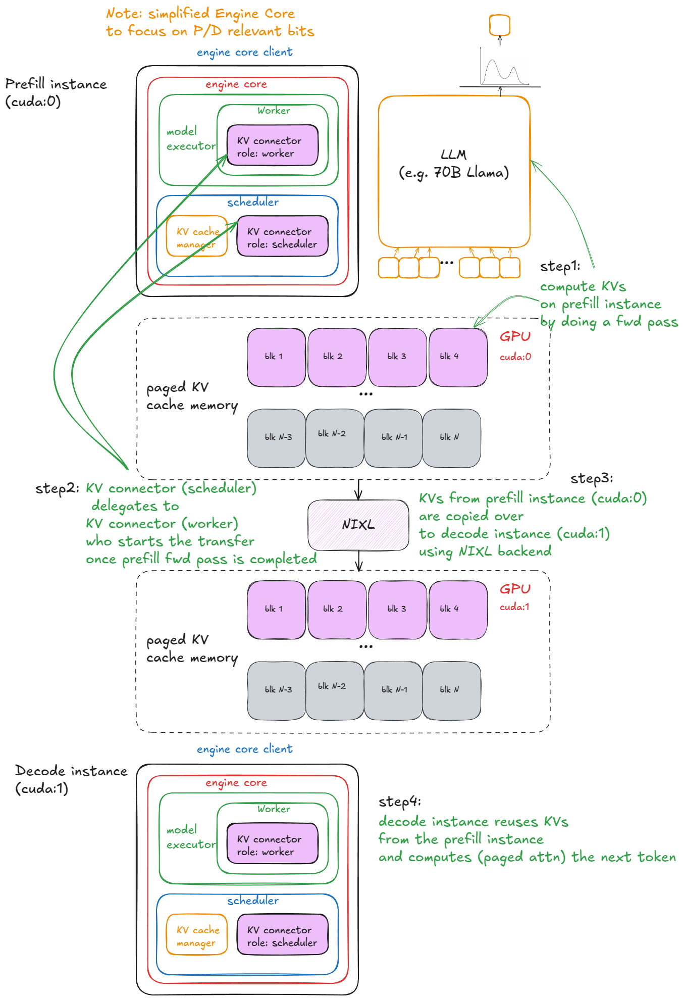 Note: simplified Engine Core
to focus on P/D relevant bits
engine core client
Prefill instance
(cuda:0)
engine core
Worker
model
executor
KV connector
role: worker
scheduler
KV cache
manager
KV connector
role: scheduler
LLM
(e.g. 70B Llama)
...
step1:
compute KVs
on prefill instance
by doing a fwd pass
GPU
cuda:0
blk 1
blk 2
blk 3
blk 4
...
paged KV
cache memory
blk N-3
blk N-2
blk N-1
blk N
step2:
KV connector (scheduler)
delegates to
KV connector (worker)
who starts the transfer
once prefill fwd pass is completed
NIXL
step3:
KVs from prefill instance (cuda:0)
are copied over
to decode instance (cuda:1)
using NIXL backend
GPU
cuda:1
blk 1
blk 2
blk 3
blk 4
...
paged KV
cache memory
blk N-3
blk N-2
blk N-1
blk N
engine core client
Decode instance
(cuda:1)
engine core
Worker
model
executor
KV connector
role: worker
scheduler
KV cache
manager
KV connector
role: scheduler
step4:
decode instance reuses KVs
from the prefill instance
and computes (paged attn) the next token